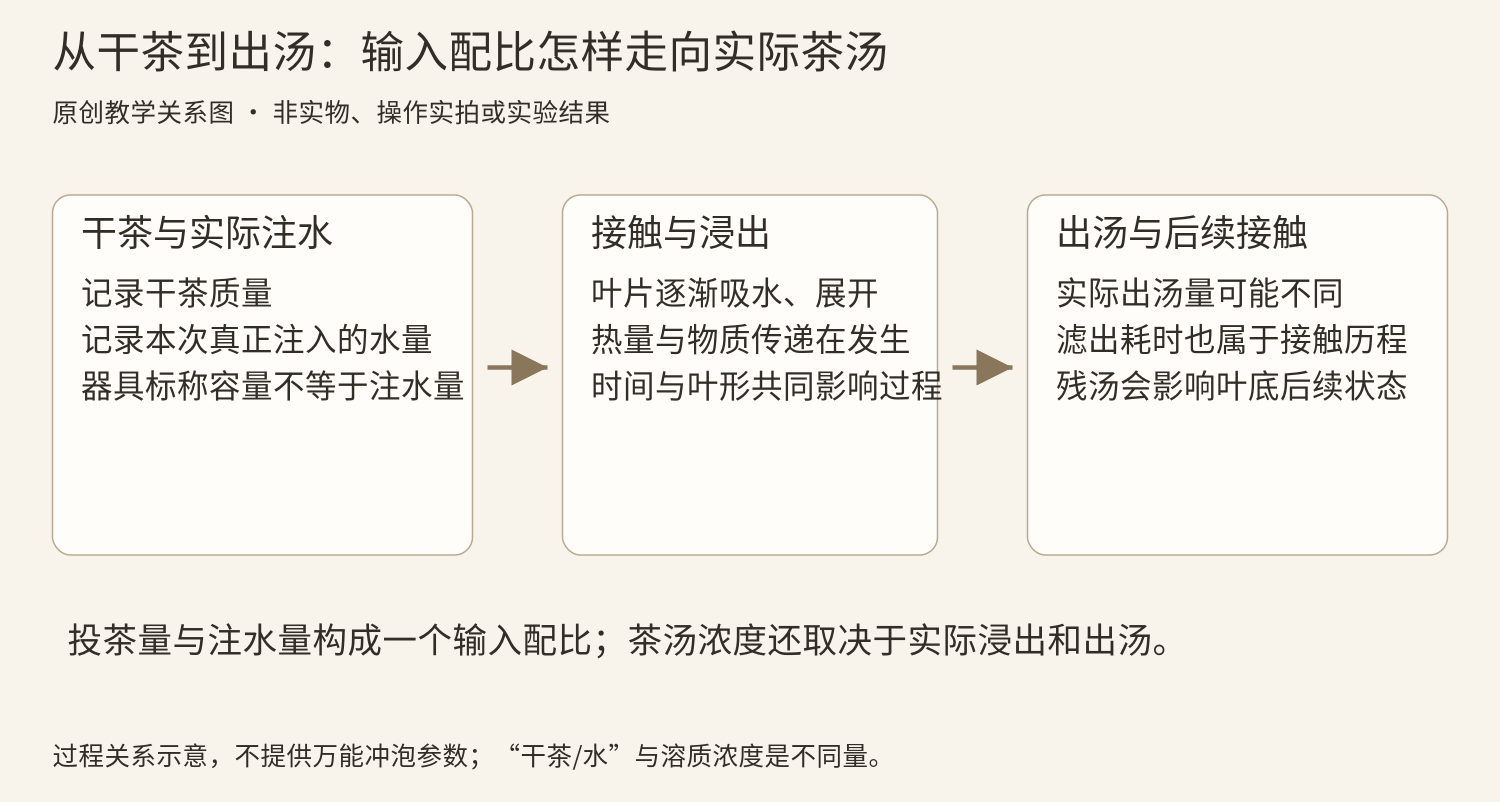 从干茶到出汤：输入配比怎样走向实际茶汤
原创教学关系图 · 非实物、操作实拍或实验结果
干茶与实际注水
记录干茶质量
记录本次真正注入的水量
器具标称容量不等于注水量
接触与浸出
叶片逐渐吸水、展开
热量与物质传递在发生
时间与叶形共同影响过程
出汤与后续接触
实际出汤量可能不同
滤出耗时也属于接触历程
残汤会影响叶底后续状态
投茶量与注水量构成一个输入配比；茶汤浓度还取决于实际浸出和出汤。
过程关系示意，不提供万能冲泡参数；“干茶/水”与溶质浓度是不同量。